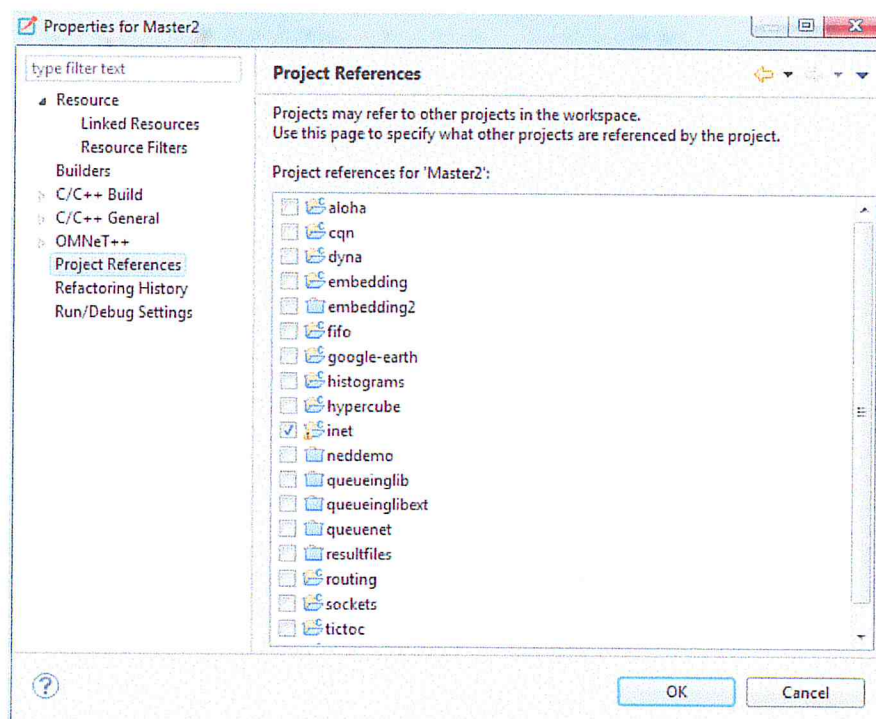 Properties for Master2
type filter text
Resource
Linked Resources
Resource Filters
Builders
C/C++ Build
C/C++ General
OMNeT++
Project References
Refactoring History
Run/Debug Settings
Project References
Projects may refer to other projects in the workspace.
Use this page to specify what other projects are referenced by the project.
Project references for 'Master2':
aloha
cqn
dyna
embedding
embedding2
fifo
google-earth
histograms
hypercube
inet
neddemo
queueinglib
queueinglibext
queuenet
resultfiles
routing
sockets
tictoc
OK
Cancel